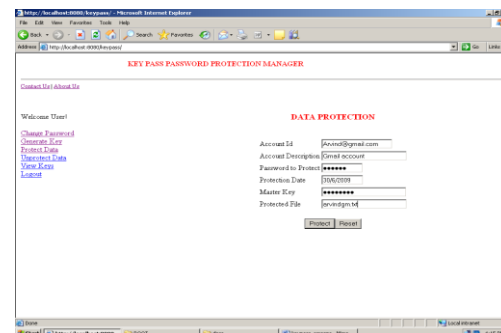 http://localhost:8080/keypass/ - Microsoft Internet Explorer
File Edit View Favorites Tools Help
Back Search Favorites
Address http://localhost:8080/keypass/ Go Links
KEY PASS PASSWORD PROTECTION MANAGER
Contact Us| About Us
Welcome User!
DATA PROTECTION
Change Password
Generate Key
Protect Data
Unprotect Data
View Keys
Logout
Account Id Arvind@gmail.com
Account Description Gmail account
Password to Protect ●●●●●●
Protection Date 30/6/2009
Master Key ●●●●●●●●
Protected File arvindgm.txt
Protect Reset
Done Local intranet